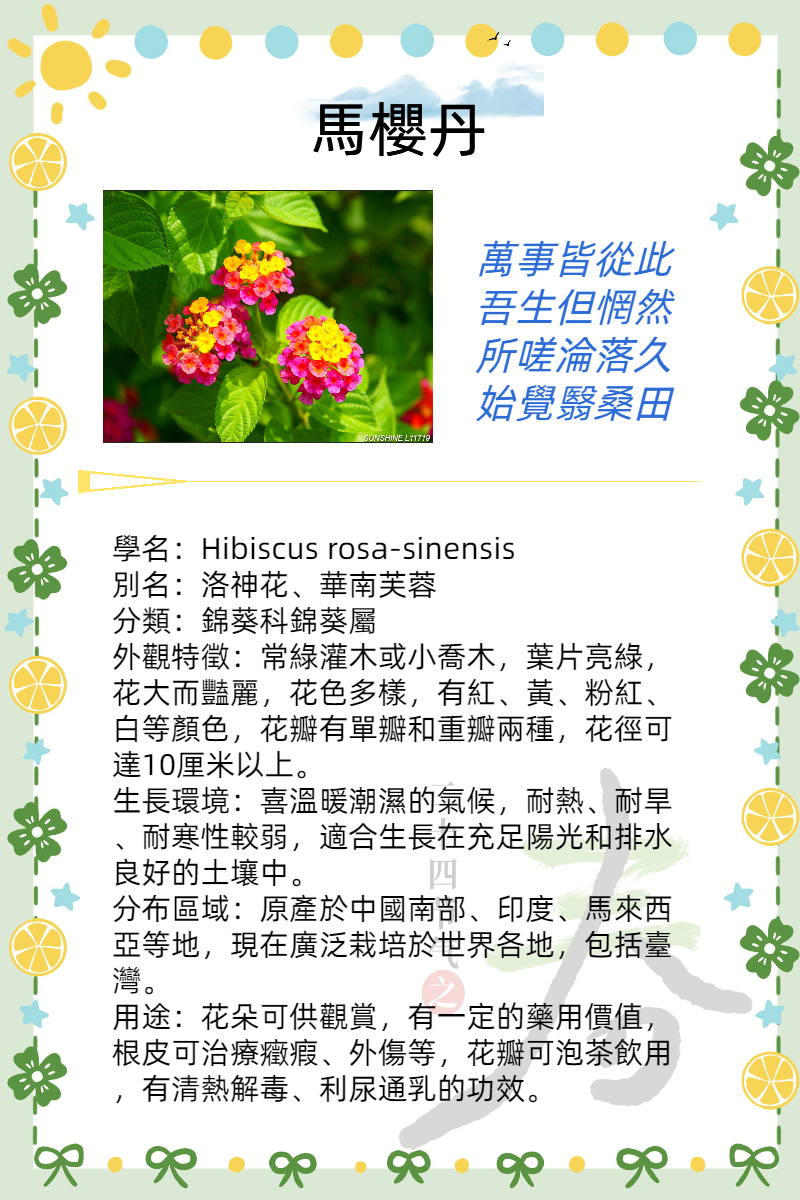 馬櫻丹
SUNSHINE L11719
萬事皆從此
吾生但惘然
所嗟淪落久
始覺翳桑田
學名：Hibiscus rosa-sinensis
別名：洛神花、華南芙蓉
分類：錦葵科錦葵屬
外觀特徵：常綠灌木或小喬木，葉片亮綠，
花大而豔麗，花色多樣，有紅、黃、粉紅、
白等顏色，花瓣有單瓣和重瓣兩種，花徑可
達10厘米以上。
生長環境：喜溫暖潮濕的氣候，耐熱、耐旱
、耐寒性較弱，適合生長在充足陽光和排水
良好的土壤中。
分布區域：原產於中國南部、印度、馬來西
亞等地，現在廣泛栽培於世界各地，包括臺
灣。
用途：花朵可供觀賞，有一定的藥用價值，
根皮可治療癥瘕、外傷等，花瓣可泡茶飲用
，有清熱解毒、利尿通乳的功效。
四
之
春